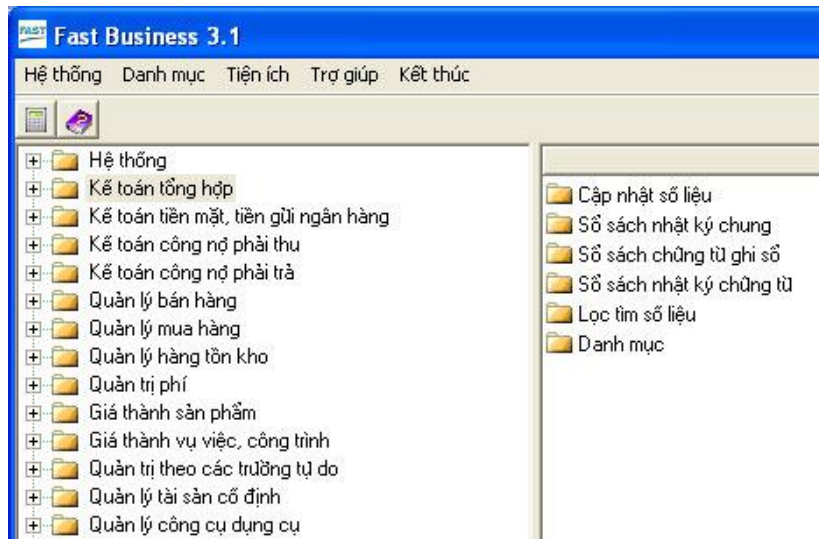 FAST Fast Business 3.1
Hệ thống Danh mục Tiện ích Trợ giúp Kết thúc
Hệ thống
Kế toán tổng hợp
Kế toán tiền mặt, tiền gửi ngân hàng
Kế toán công nợ phải thu
Kế toán công nợ phải trả
Quản lý bán hàng
Quản lý mua hàng
Quản lý hàng tồn kho
Quản trị phí
Giá thành sản phẩm
Giá thành vụ việc, công trình
Quản trị theo các trường tự do
Quản lý tài sản cố định
Quản lý công cụ dụng cụ
Cập nhật số liệu
Sổ sách nhật ký chung
Sổ sách chứng từ ghi sổ
Sổ sách nhật ký chứng từ
Lọc tìm số liệu
Danh mục